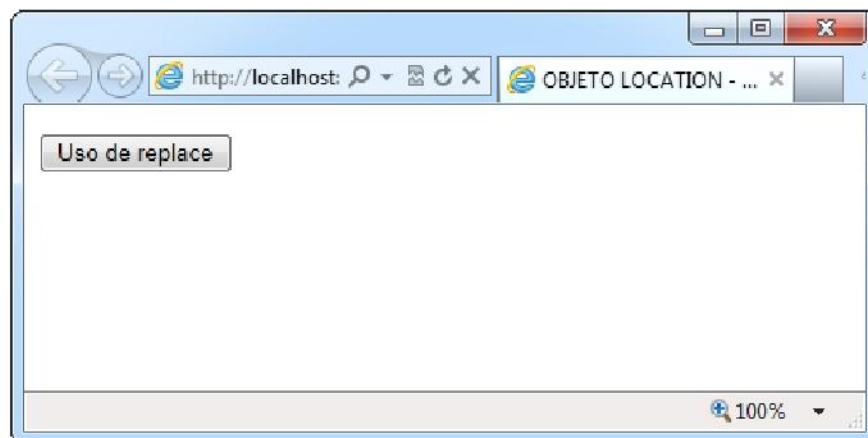 http://localhost:
OBJETO LOCATION - ...
Uso de replace
100%